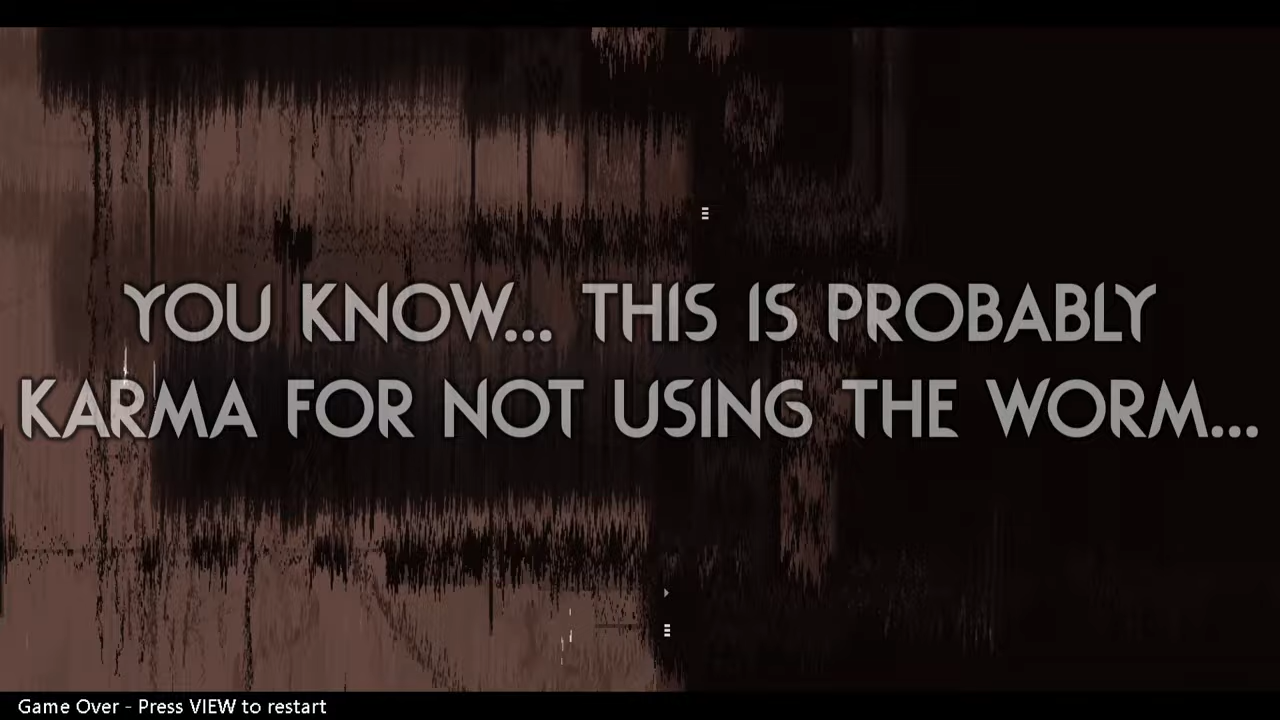 YOU KNOW... THIS IS PROBABLY
KARMA FOR NOT USING THE WORM...
Game Over - Press VIEW to restart